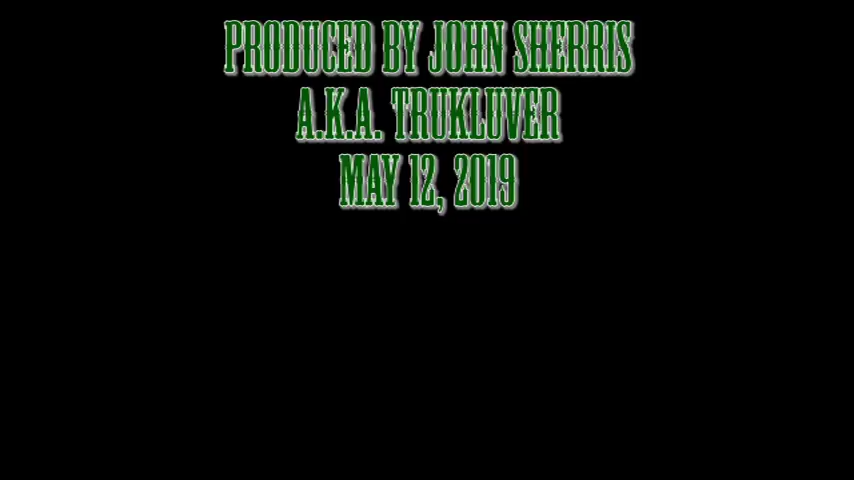 PRODUCED BY JOHN SHERRIS
A.K.A. TRUKLUVER
MAY 12, 2019